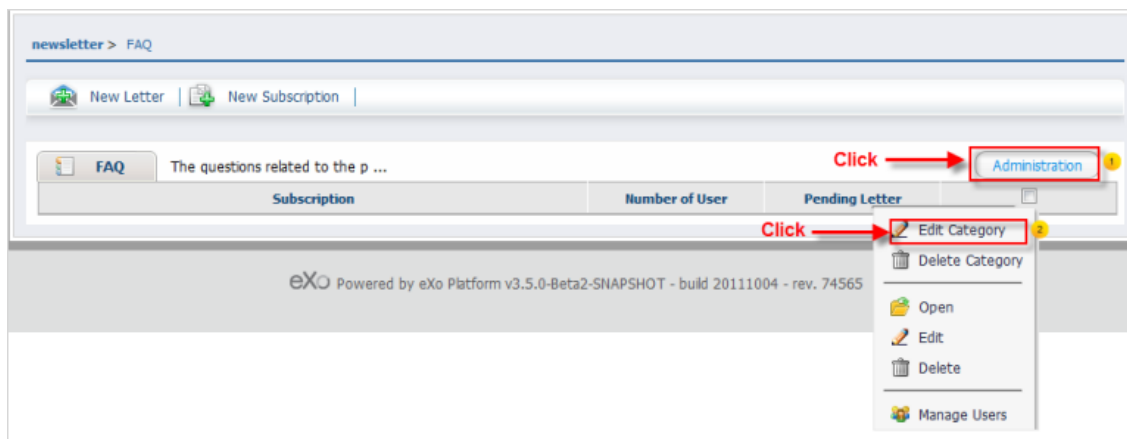 newsletter > FAQ
New Letter | New Subscription |
FAQ The questions related to the p ... Click Administration 1
Subscription Number of User Pending Letter
Click Edit Category 2
Delete Category
eXo Powered by eXo Platform v3.5.0-Beta2-SNAPSHOT - build 20111004 - rev. 74565
Open
Edit
Delete
Manage Users